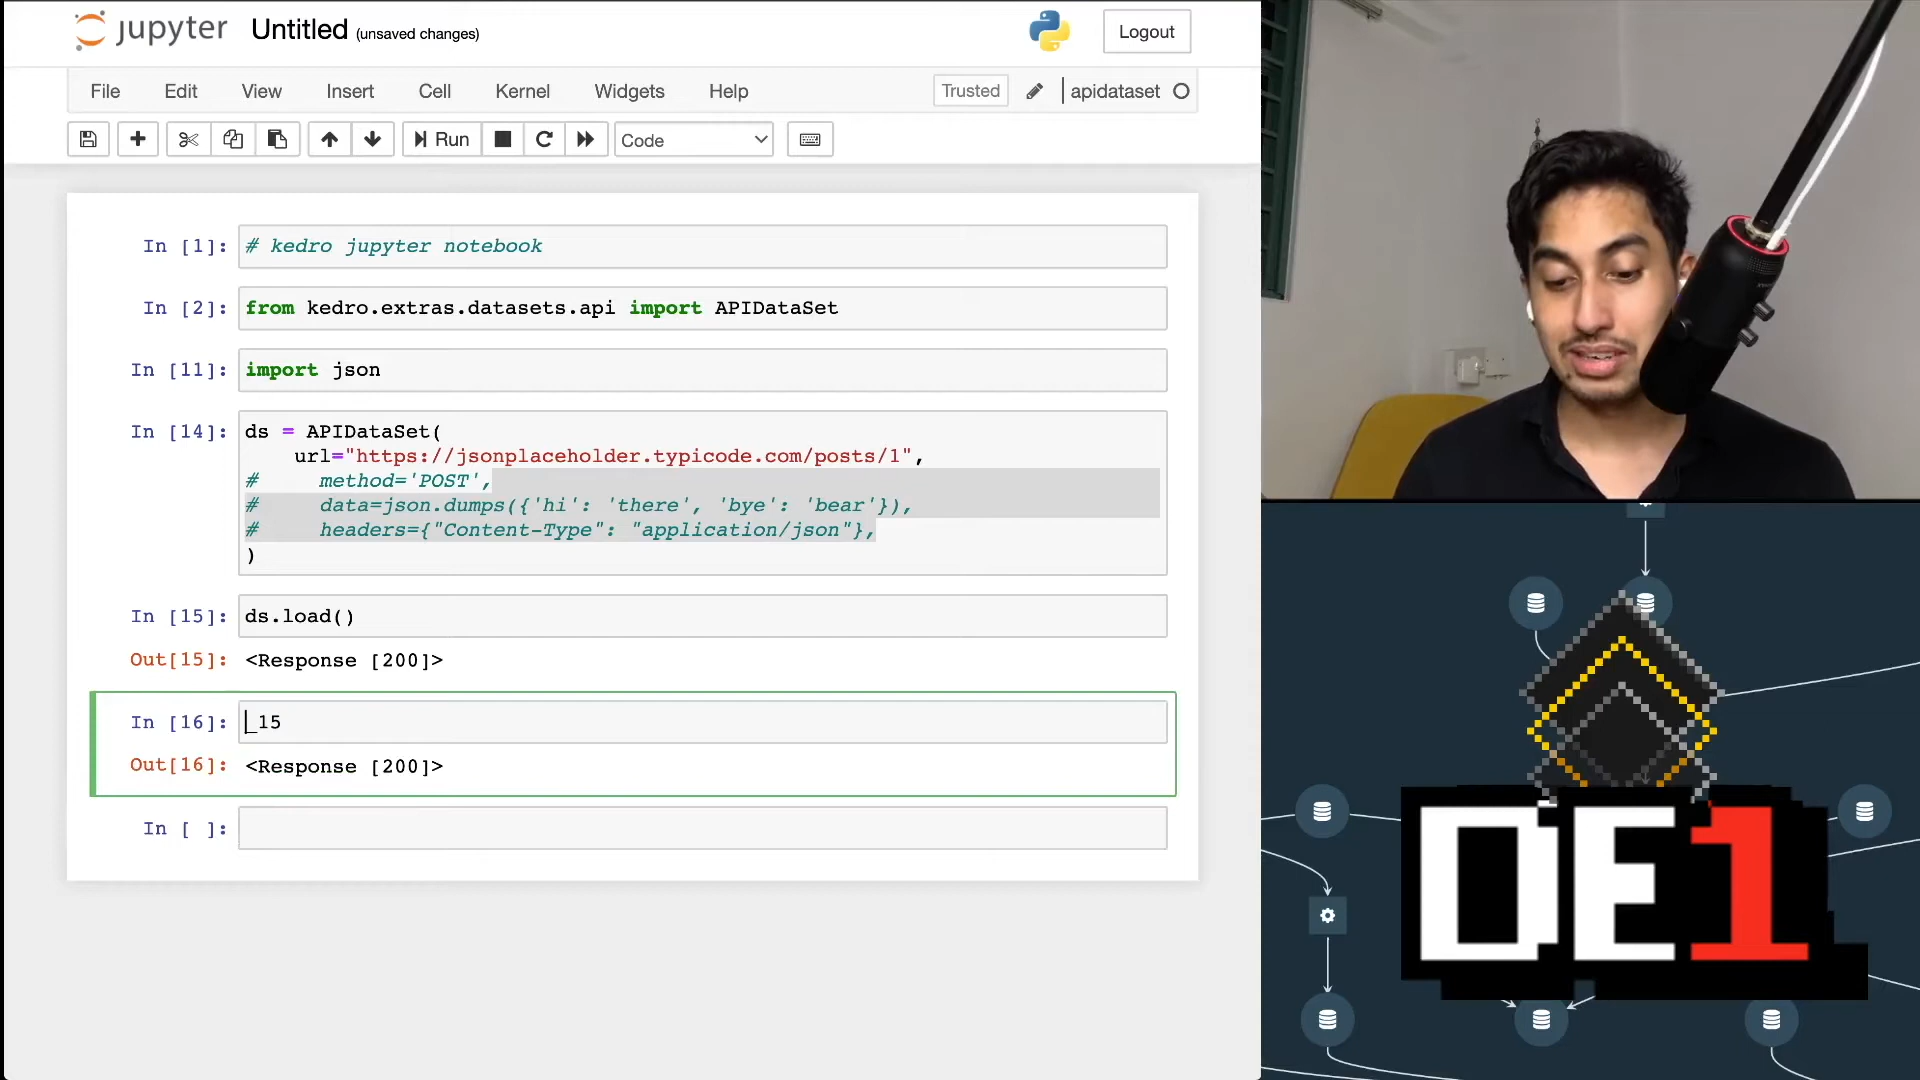 jupyter Untitled (unsaved changes) Logout
File Edit View Insert Cell Kernel Widgets Help Trusted apidataset
Run Code
In [1]: # kedro jupyter notebook
In [2]: from kedro.extras.datasets.api import APIDataSet
In [11]: import json
In [14]: ds = APIDataSet(
url="https://jsonplaceholder.typicode.com/posts/1",
# method='POST',
# data=json.dumps({'hi': 'there', 'bye': 'bear'}),
# headers={"Content-Type": "application/json"},
)
In [15]: ds.load()
Out[15]: <Response [200]>
In [16]: _15
Out[16]: <Response [200]>
In [ ]:
DE1